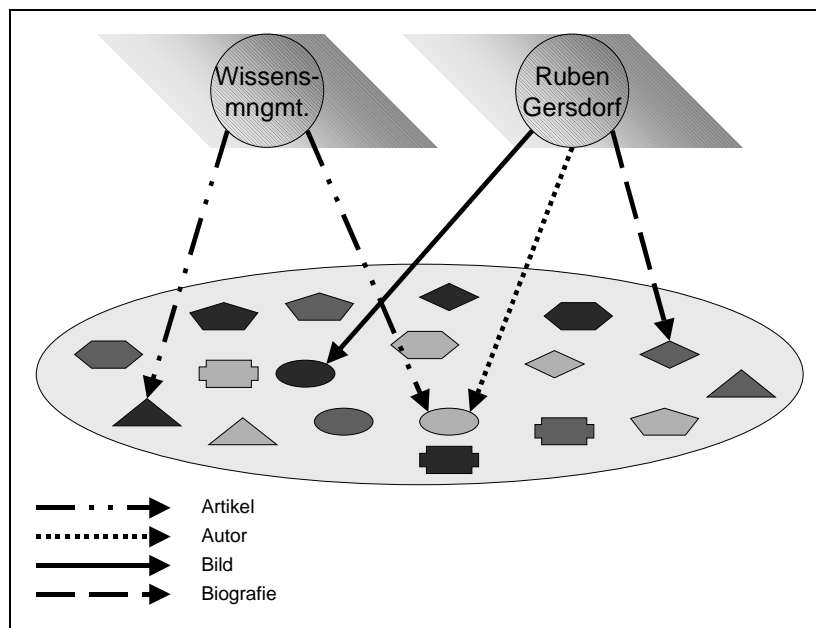 Wissens-
mngmt.
Ruben
Gersdorf
Artikel
Autor
Bild
Biografie